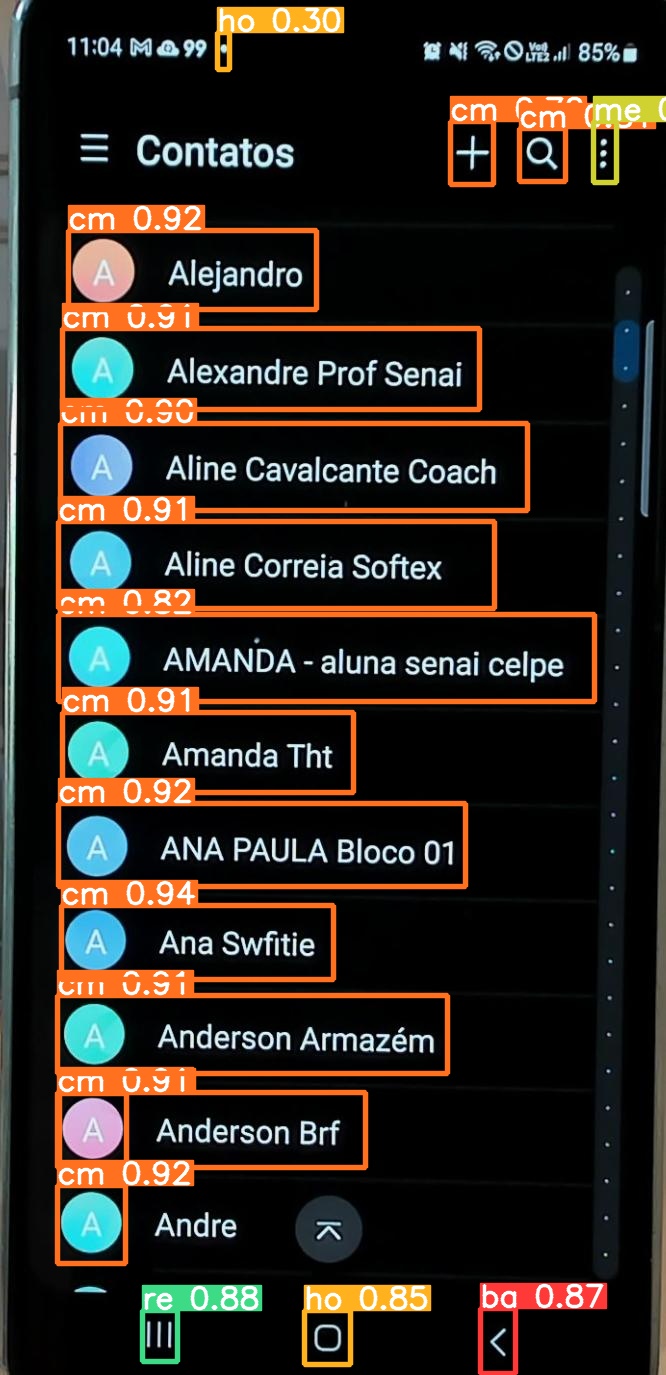 ho 0.30
11:04 99 85%
cm cm me
Contatos
cm 0.92
A Alejandro
cm 0.91
A Alexandre Prof Senai
cm 0.90
A Aline Cavalcante Coach
cm 0.91
A Aline Correia Softex
cm 0.82
A AMANDA - aluna senai celpe
cm 0.91
A Amanda Tht
cm 0.92
A ANA PAULA Bloco 01
cm 0.94
A Ana Swfitie
cm 0.91
A Anderson Armazém
cm 0.91
A Anderson Brf
cm 0.92
A Andre
re 0.88 ho 0.85 ba 0.87